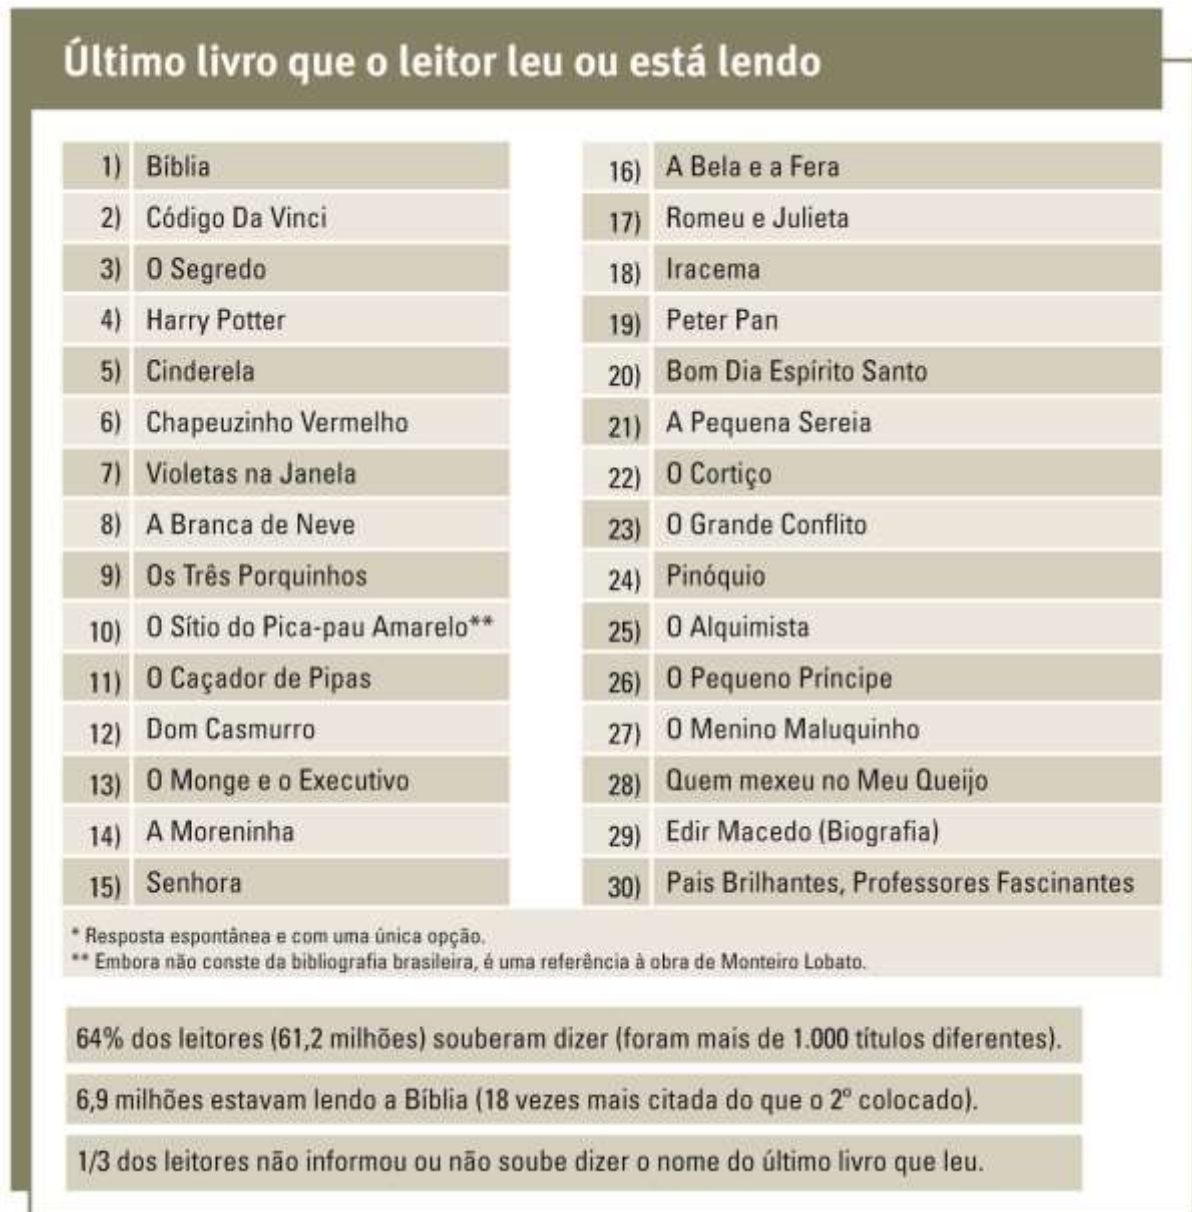 Último livro que o leitor leu ou está lendo
1) Bíblia
2) Código Da Vinci
3) O Segredo
4) Harry Potter
5) Cinderela
6) Chapeuzinho Vermelho
7) Violetas na Janela
8) A Branca de Neve
9) Os Três Porquinhos
10) O Sítio do Pica-pau Amarelo**
11) O Caçador de Pipas
12) Dom Casmurro
13) O Monge e o Executivo
14) A Moreninha
15) Senhora
16) A Bela e a Fera
17) Romeu e Julieta
18) Iracema
19) Peter Pan
20) Bom Dia Espírito Santo
21) A Pequena Sereia
22) O Cortiço
23) O Grande Conflito
24) Pinóquio
25) O Alquimista
26) O Pequeno Príncipe
27) O Menino Maluquinho
28) Quem mexeu no Meu Queijo
29) Edir Macedo (Biografia)
30) Pais Brilhantes, Professores Fascinantes
* Resposta espontânea e com uma única opção.
** Embora não conste da bibliografia brasileira, é uma referência à obra de Monteiro Lobato.
64% dos leitores (61,2 milhões) souberam dizer (foram mais de 1.000 títulos diferentes).
6,9 milhões estavam lendo a Bíblia (18 vezes mais citada do que o 2º colocado).
1/3 dos leitores não informou ou não soube dizer o nome do último livro que leu.